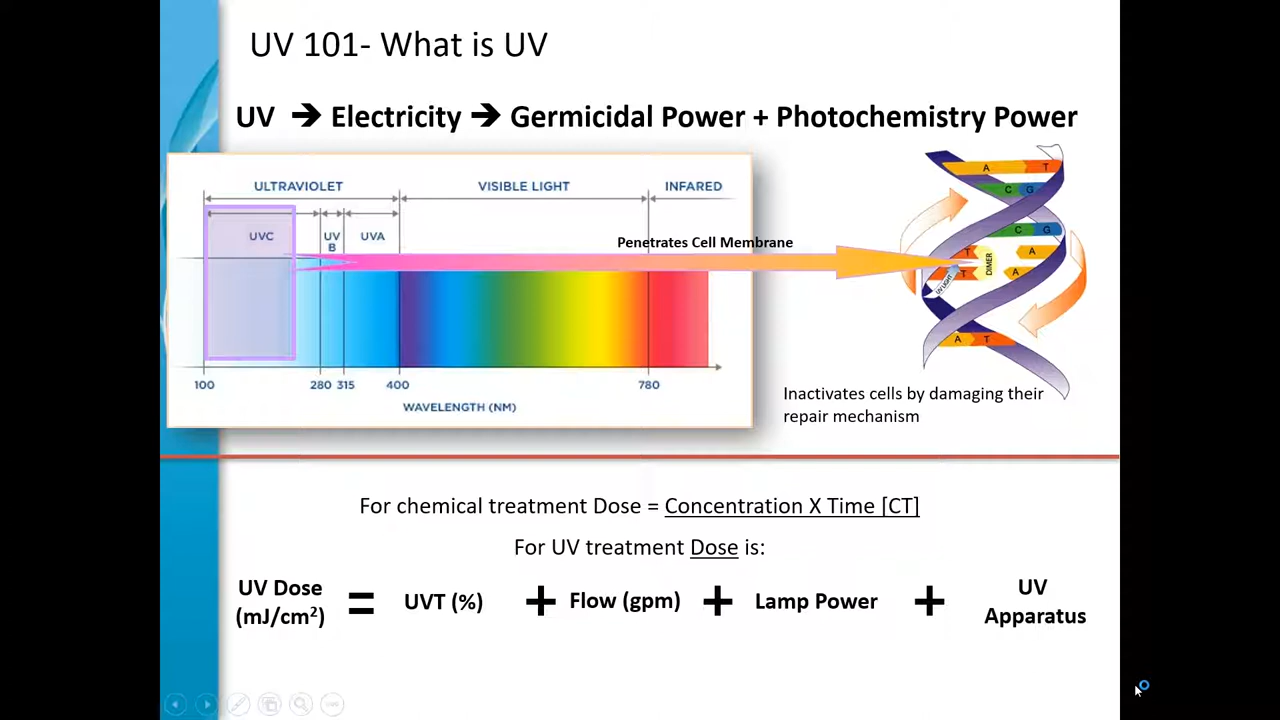 UV 101- What is UV
UV ➔ Electricity ➔ Germicidal Power + Photochemistry Power
ULTRAVIOLET VISIBLE LIGHT INFARED
UVC UV B UVA
Penetrates Cell Membrane
100 280 315 400 780
WAVELENGTH (NM)
A T
C G
C G
T A
T A
DIMER
UV LIGHT
A T
Inactivates cells by damaging their
repair mechanism
For chemical treatment Dose = Concentration X Time [CT]
For UV treatment Dose is:
UV Dose
(mJ/cm²) = UVT (%) + Flow (gpm) + Lamp Power + UV
Apparatus